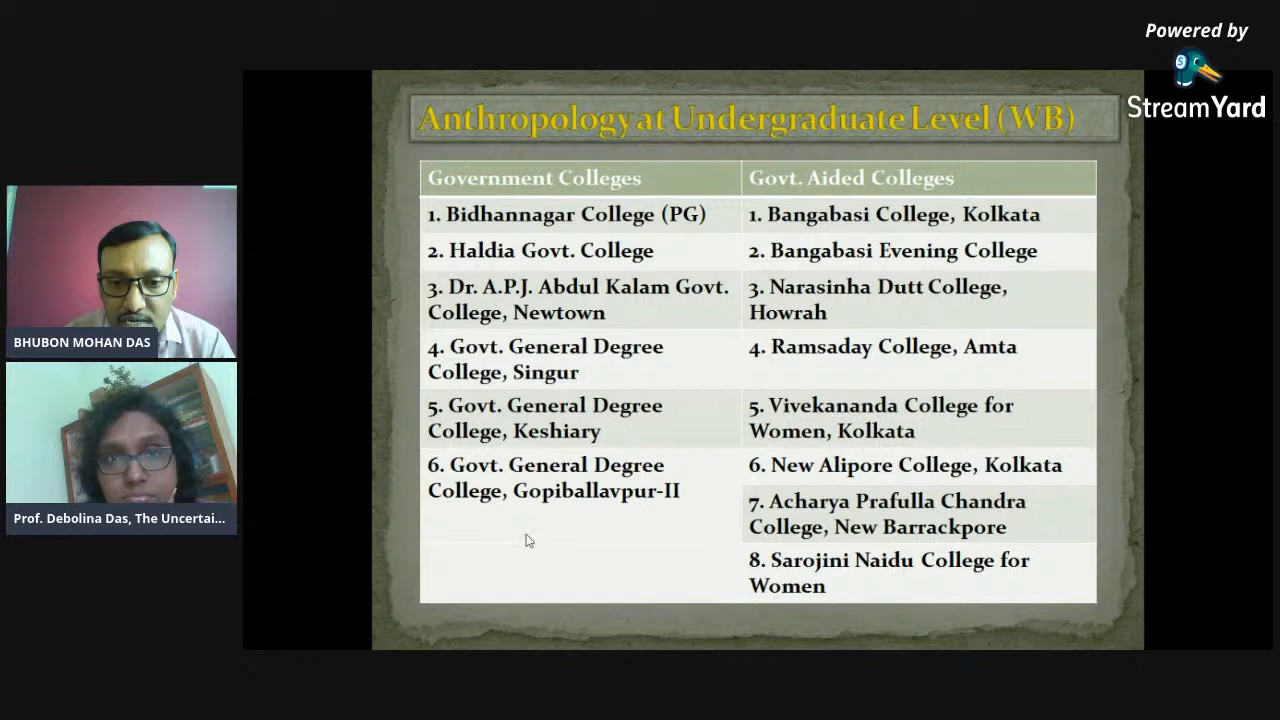 Powered by
StreamYard
Anthropology at Undergraduate Level (WB)
Government Colleges
Govt. Aided Colleges
1. Bidhannagar College (PG)
1. Bangabasi College, Kolkata
2. Haldia Govt. College
2. Bangabasi Evening College
3. Dr. A.P.J. Abdul Kalam Govt.
College, Newtown
3. Narasinha Dutt College,
Howrah
4. Govt. General Degree
College, Singur
4. Ramsaday College, Amta
5. Govt. General Degree
College, Keshiary
5. Vivekananda College for
Women, Kolkata
6. Govt. General Degree
College, Gopiballavpur-II
6. New Alipore College, Kolkata
7. Acharya Prafulla Chandra
College, New Barrackpore
8. Sarojini Naidu College for
Women
BHUBON MOHAN DAS
Prof. Debolina Das, The Uncertai...